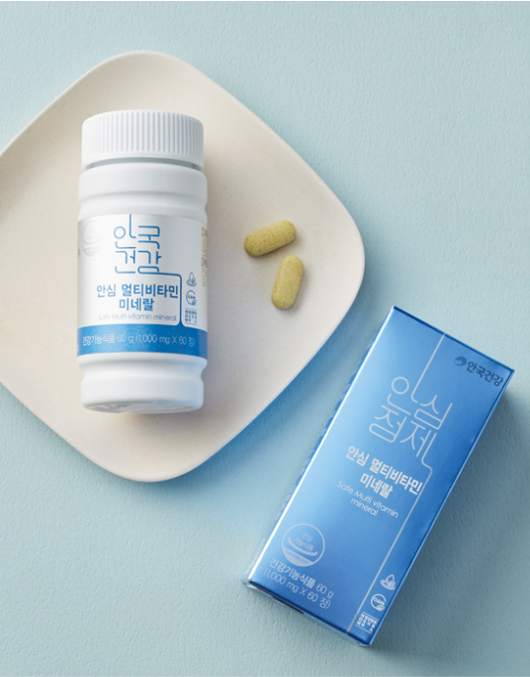 안국
건강
안심 멀티비타민
미네랄
Safe Multi vitamin mineral
건강기능식품 60 g (1,000 mg X 60 정)
안국건강
안심
정제
안심 멀티비타민
미네랄
Safe Multi vitamin
mineral
건강기능식품 60 g
(1,000 mg X 60 정)